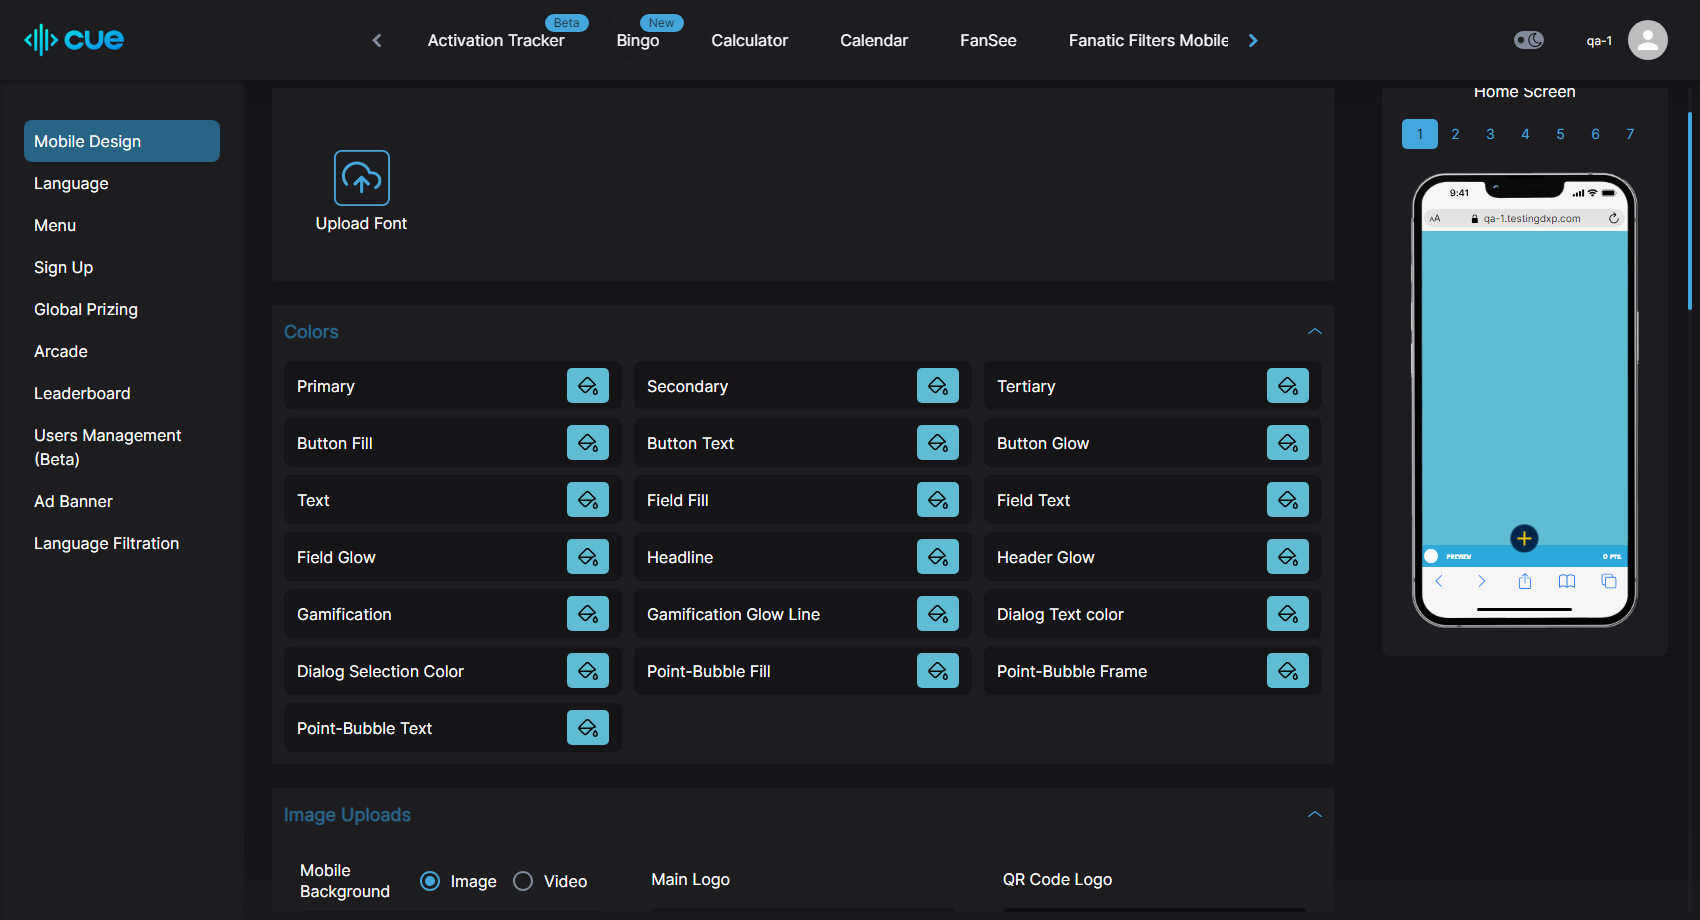 cue
Activation Tracker
Beta
Bingo
New
Calculator
Calendar
FanSee
Fanatic Filters Mobile
qa-1
Mobile Design
Language
Menu
Sign Up
Global Prizing
Arcade
Leaderboard
Users Management
(Beta)
Ad Banner
Language Filtration
Upload Font
Colors
Primary
Secondary
Tertiary
Button Fill
Button Text
Button Glow
Text
Field Fill
Field Text
Field Glow
Headline
Header Glow
Gamification
Gamification Glow Line
Dialog Text color
Dialog Selection Color
Point-Bubble Fill
Point-Bubble Frame
Point-Bubble Text
Image Uploads
Mobile
Background
Image
Video
Main Logo
QR Code Logo
Home Screen
1 2 3 4 5 6 7
9:41
AA
qa-1.testingdxp.com
PREVIEW
0 PTS.